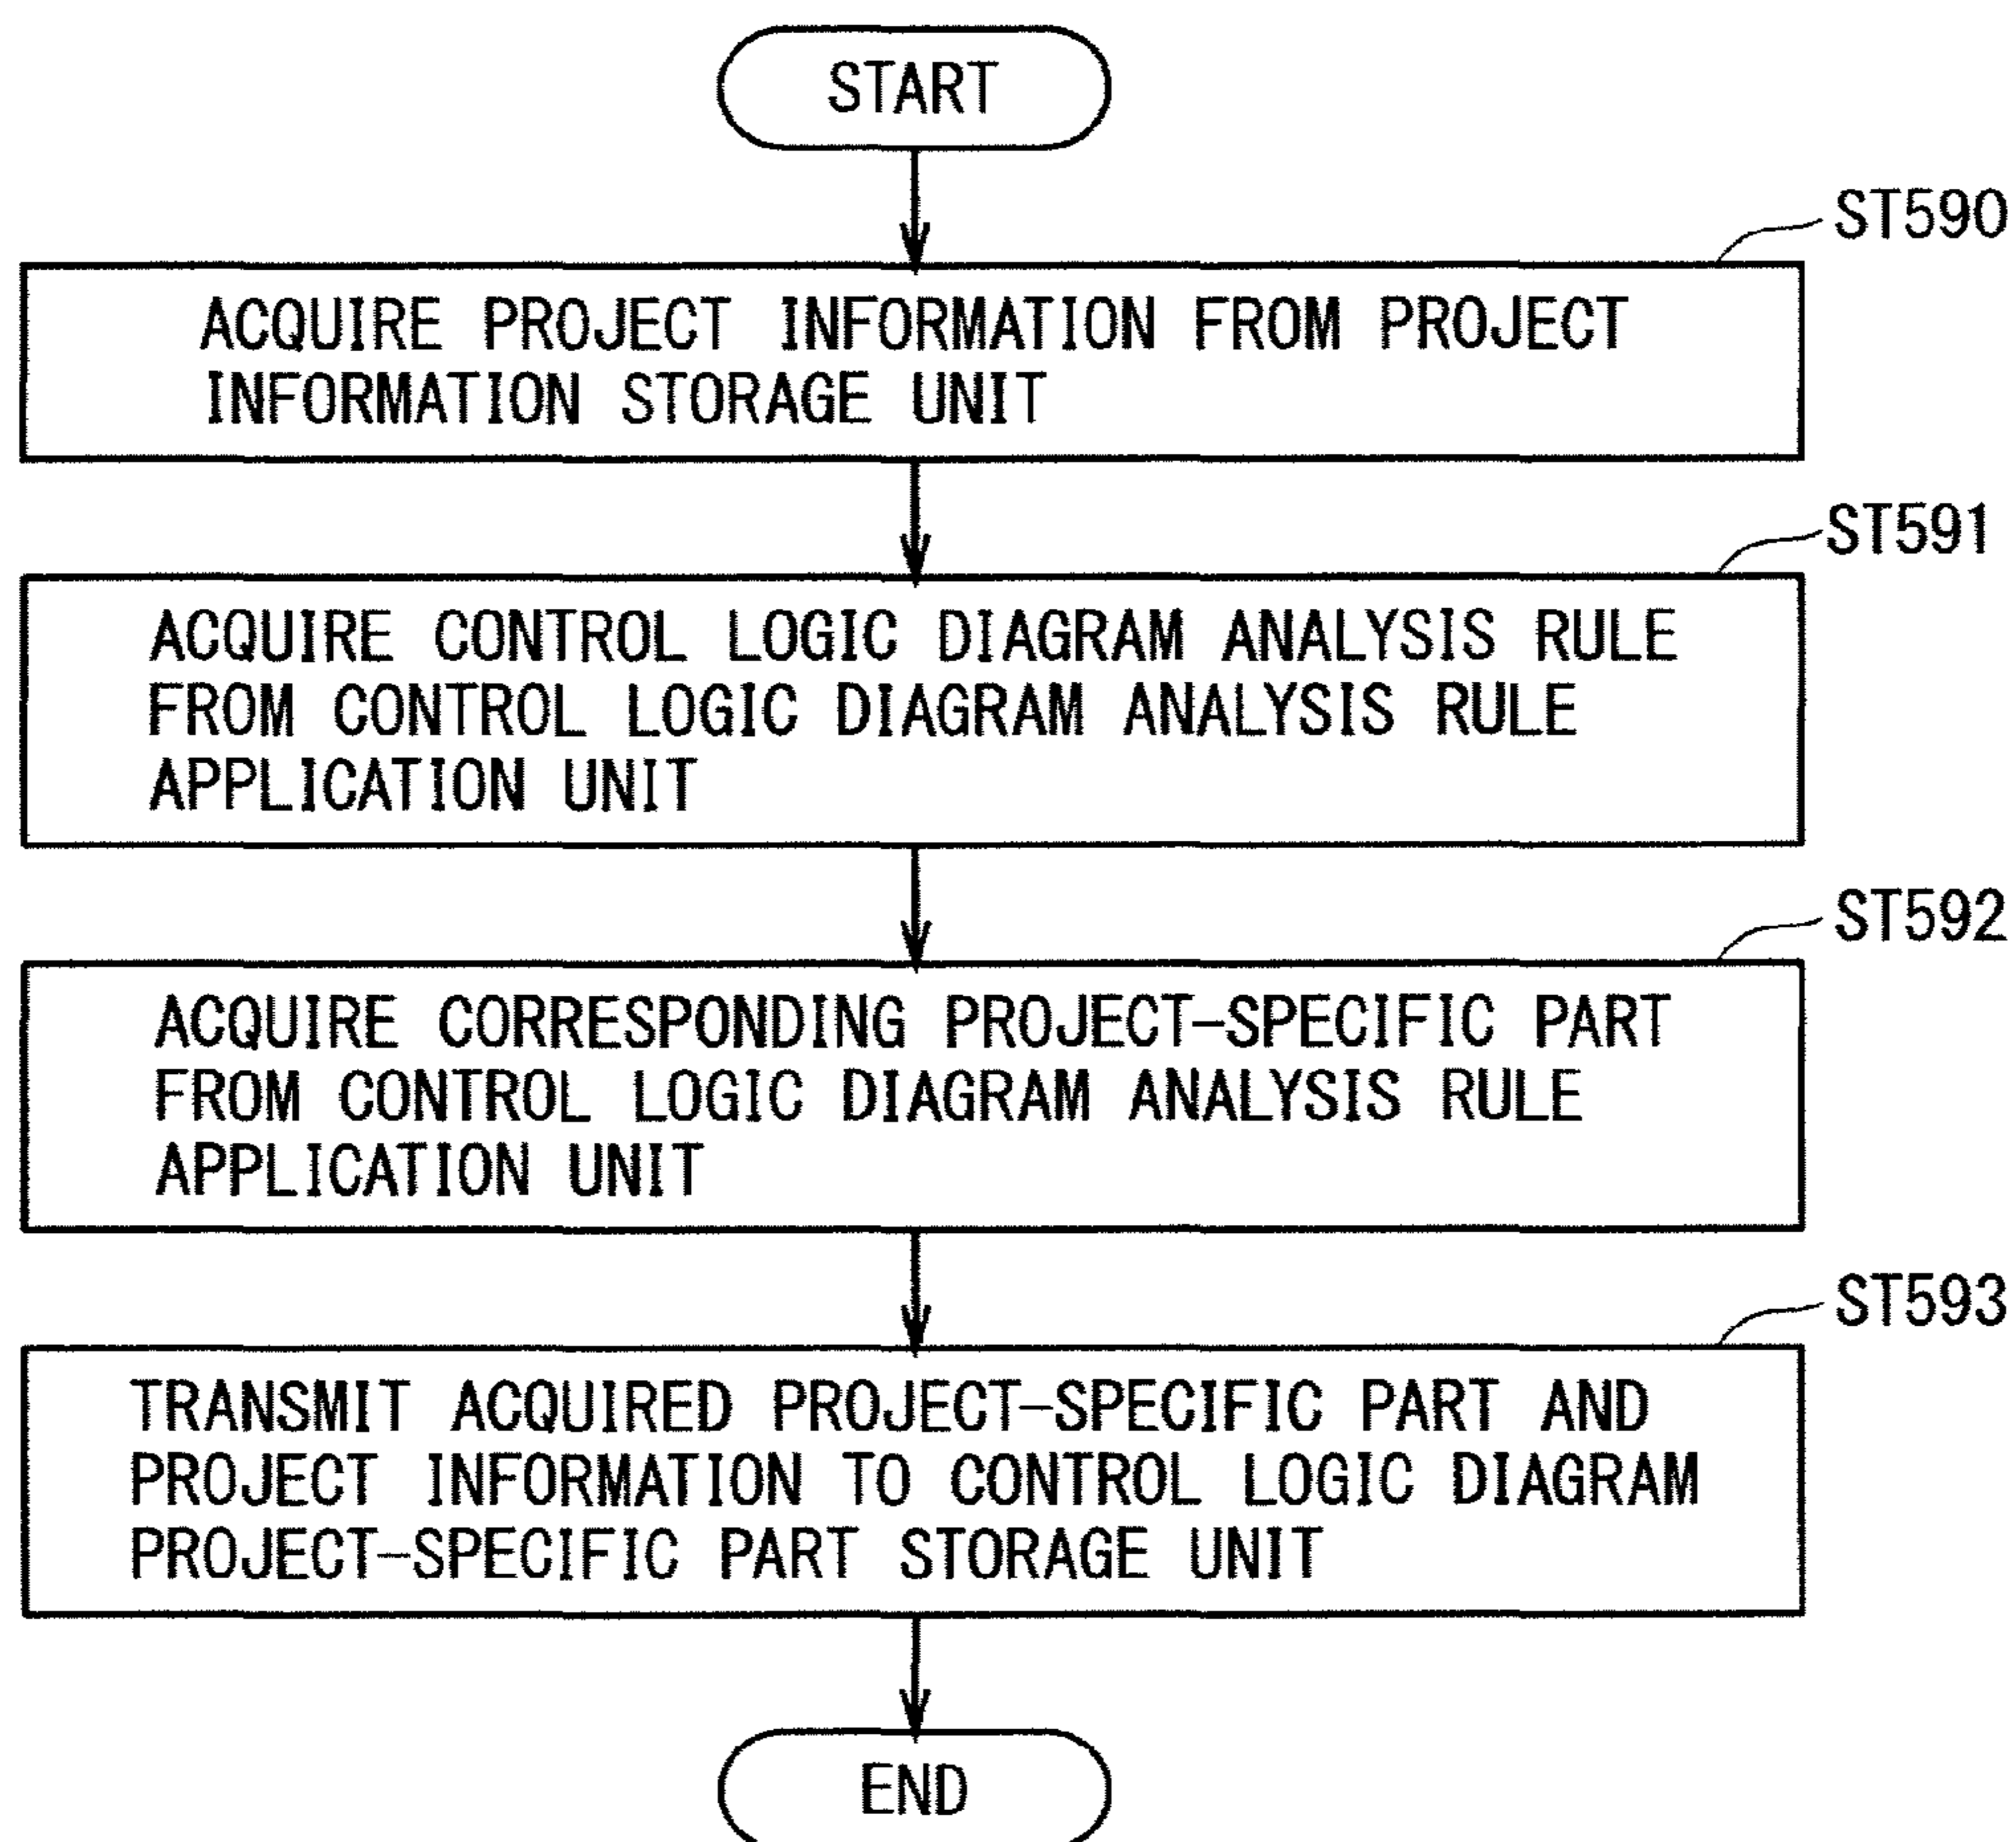 START
ST590
ACQUIRE PROJECT INFORMATION FROM PROJECT
INFORMATION STORAGE UNIT
ST591
ACQUIRE CONTROL LOGIC DIAGRAM ANALYSIS RULE
FROM CONTROL LOGIC DIAGRAM ANALYSIS RULE
APPLICATION UNIT
ST592
ACQUIRE CORRESPONDING PROJECT-SPECIFIC PART
FROM CONTROL LOGIC DIAGRAM ANALYSIS RULE
APPLICATION UNIT
ST593
TRANSMIT ACQUIRED PROJECT-SPECIFIC PART AND
PROJECT INFORMATION TO CONTROL LOGIC DIAGRAM
PROJECT-SPECIFIC PART STORAGE UNIT
END